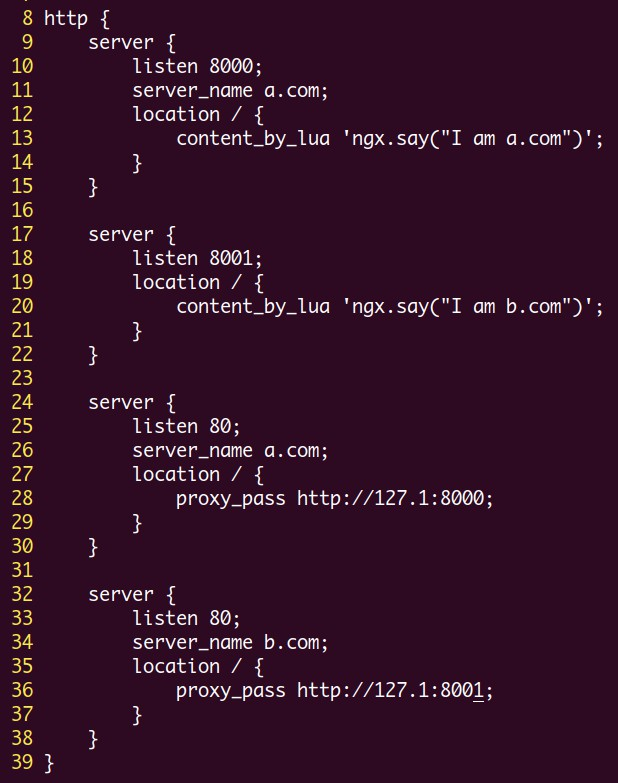 8 http {
9     server {
10         listen 8000;
11         server_name a.com;
12         location / {
13             content_by_lua 'ngx.say("I am a.com")';
14         }
15     }
16
17     server {
18         listen 8001;
19         location / {
20             content_by_lua 'ngx.say("I am b.com")';
21         }
22     }
23
24     server {
25         listen 80;
26         server_name a.com;
27         location / {
28             proxy_pass http://127.1:8000;
29         }
30     }
31
32     server {
33         listen 80;
34         server_name b.com;
35         location / {
36             proxy_pass http://127.1:8001;
37         }
38     }
39 }